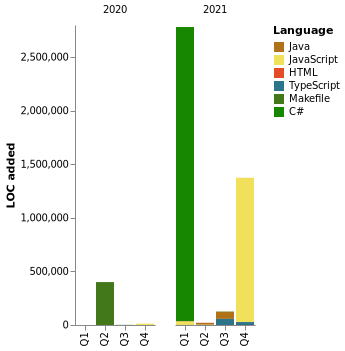 2020
2021
LOC added
2,500,000
2,000,000
1,500,000
1,000,000
500,000
0
Q1
Q2
Q3
Q4
Q1
Q2
Q3
Q4
Language
Java
JavaScript
HTML
TypeScript
Makefile
C#